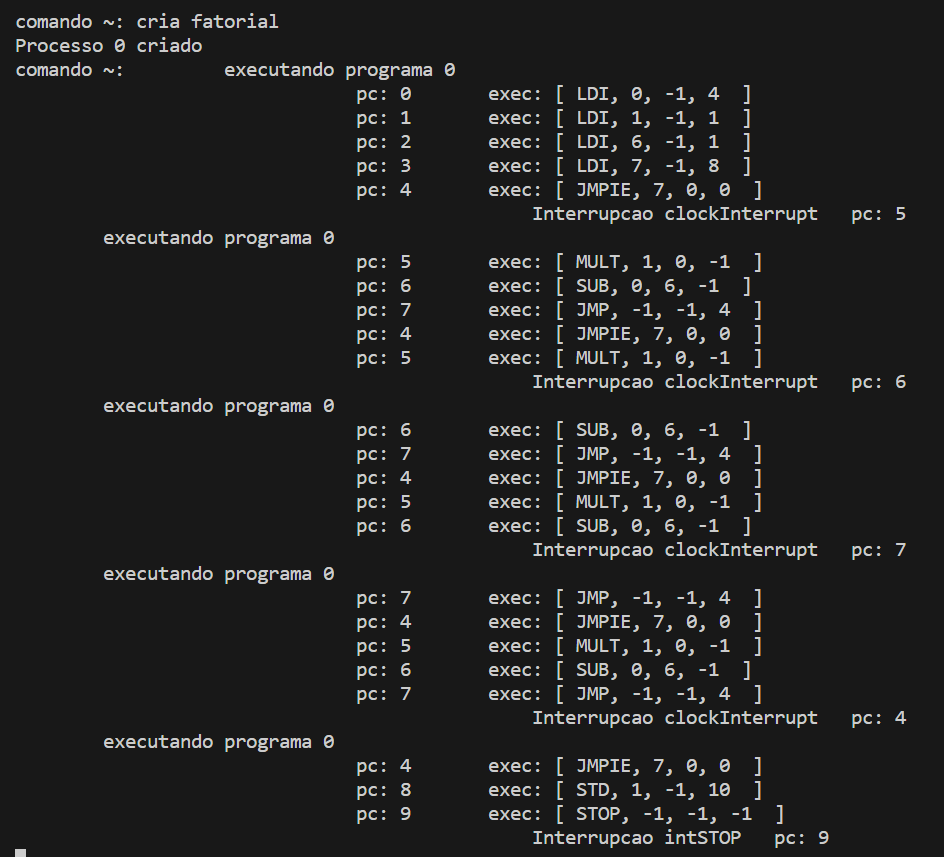 comando ~: cria fatorial
Processo 0 criado
comando ~:         executando programa 0
pc: 0       exec: [ LDI, 0, -1, 4  ]
pc: 1       exec: [ LDI, 1, -1, 1  ]
pc: 2       exec: [ LDI, 6, -1, 1  ]
pc: 3       exec: [ LDI, 7, -1, 8  ]
pc: 4       exec: [ JMPIE, 7, 0, 0  ]
Interrupcao clockInterrupt   pc: 5
executando programa 0
pc: 5       exec: [ MULT, 1, 0, -1  ]
pc: 6       exec: [ SUB, 0, 6, -1  ]
pc: 7       exec: [ JMP, -1, -1, 4  ]
pc: 4       exec: [ JMPIE, 7, 0, 0  ]
pc: 5       exec: [ MULT, 1, 0, -1  ]
Interrupcao clockInterrupt   pc: 6
executando programa 0
pc: 6       exec: [ SUB, 0, 6, -1  ]
pc: 7       exec: [ JMP, -1, -1, 4  ]
pc: 4       exec: [ JMPIE, 7, 0, 0  ]
pc: 5       exec: [ MULT, 1, 0, -1  ]
pc: 6       exec: [ SUB, 0, 6, -1  ]
Interrupcao clockInterrupt   pc: 7
executando programa 0
pc: 7       exec: [ JMP, -1, -1, 4  ]
pc: 4       exec: [ JMPIE, 7, 0, 0  ]
pc: 5       exec: [ MULT, 1, 0, -1  ]
pc: 6       exec: [ SUB, 0, 6, -1  ]
pc: 7       exec: [ JMP, -1, -1, 4  ]
Interrupcao clockInterrupt   pc: 4
executando programa 0
pc: 4       exec: [ JMPIE, 7, 0, 0  ]
pc: 8       exec: [ STD, 1, -1, 10  ]
pc: 9       exec: [ STOP, -1, -1, -1  ]
Interrupcao intSTOP   pc: 9